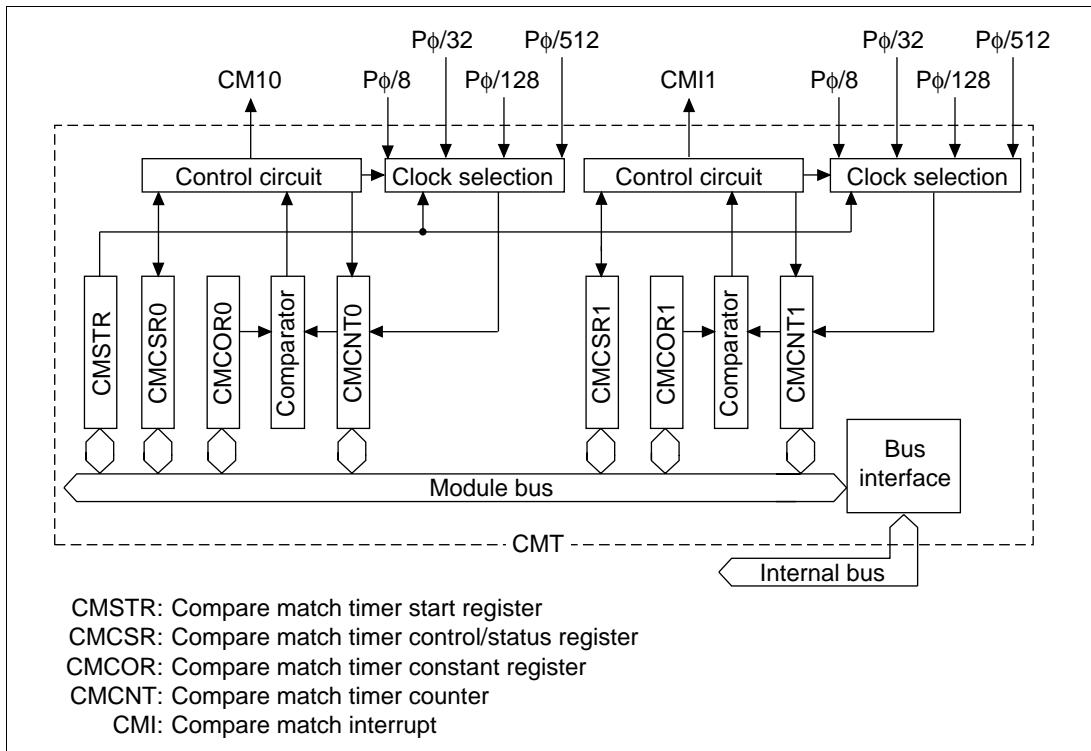 Pϕ/32 Pϕ/512 Pϕ/32 Pϕ/512
CM10 Pϕ/8 Pϕ/128 CMI1 Pϕ/8 Pϕ/128
Control circuit Clock selection Control circuit Clock selection
CMSTR
CMCSR0
CMCOR0
Comparator
CMCNT0
CMCSR1
CMCOR1
Comparator
CMCNT1
Bus
interface
Module bus
CMT
Internal bus
CMSTR: Compare match timer start register
CMCSR: Compare match timer control/status register
CMCOR: Compare match timer constant register
CMCNT: Compare match timer counter
CMI: Compare match interrupt